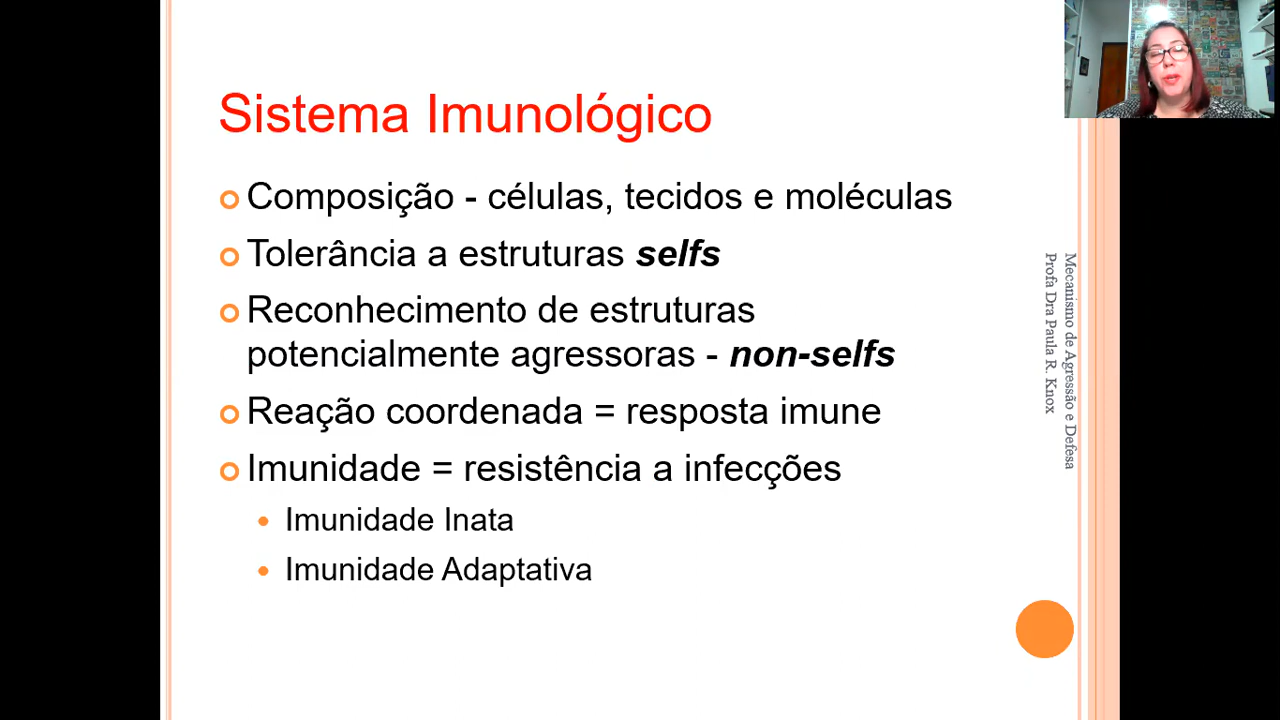 Sistema Imunológico
Composição - células, tecidos e moléculas
Tolerância a estruturas selfs
Reconhecimento de estruturas
potencialmente agressoras - non-selfs
Reação coordenada = resposta imune
Imunidade = resistência a infecções
Imunidade Inata
Imunidade Adaptativa
Mecanismo de Agressão e Defesa
Profa Dra Paula R. Knox